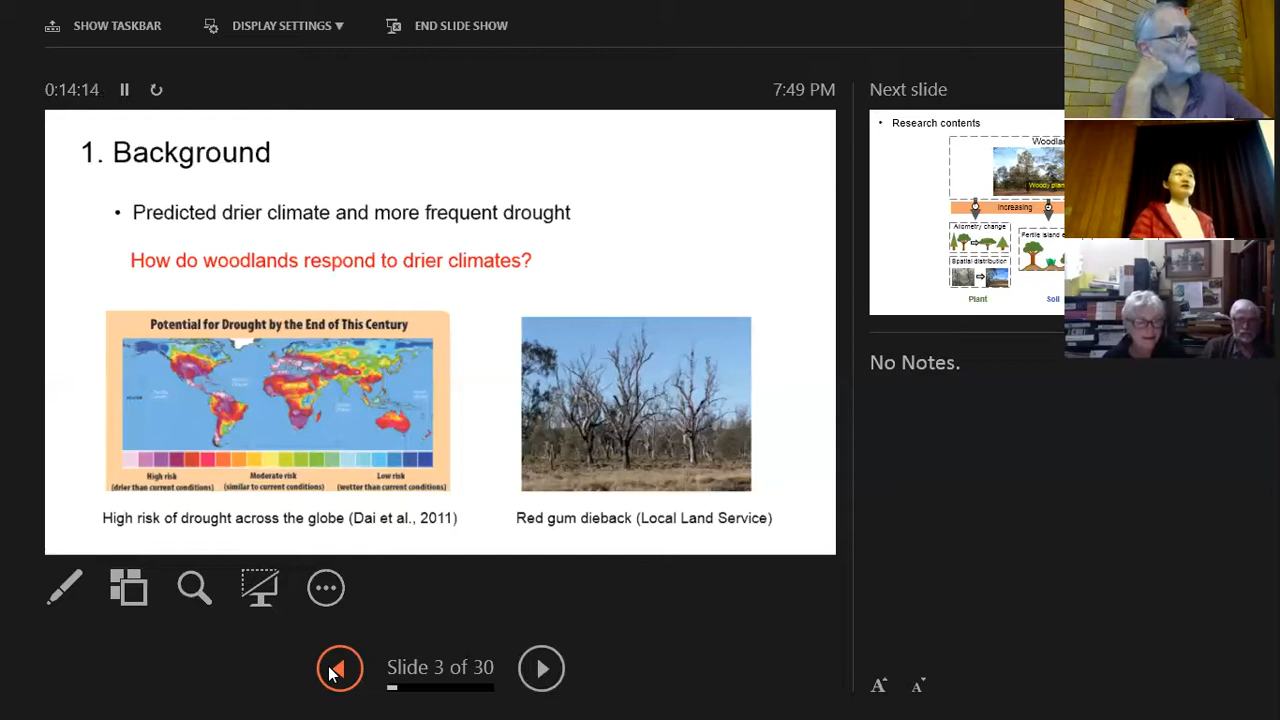 SHOW TASKBAR
DISPLAY SETTINGS ▼
END SLIDE SHOW
0:14:14
7:49 PM
Next slide
1. Background
• Predicted drier climate and more frequent drought
How do woodlands respond to drier climates?
Potential for Drought by the End of This Century
High risk
(drier than current conditions)
Moderate risk
(similar to current conditions)
Low risk
(wetter than current conditions)
High risk of drought across the globe (Dai et al., 2011)
Red gum dieback (Local Land Service)
• Research contents
Increasing
Allometry change
Spatial distribution
Plant
Soil
No Notes.
Slide 3 of 30
A A